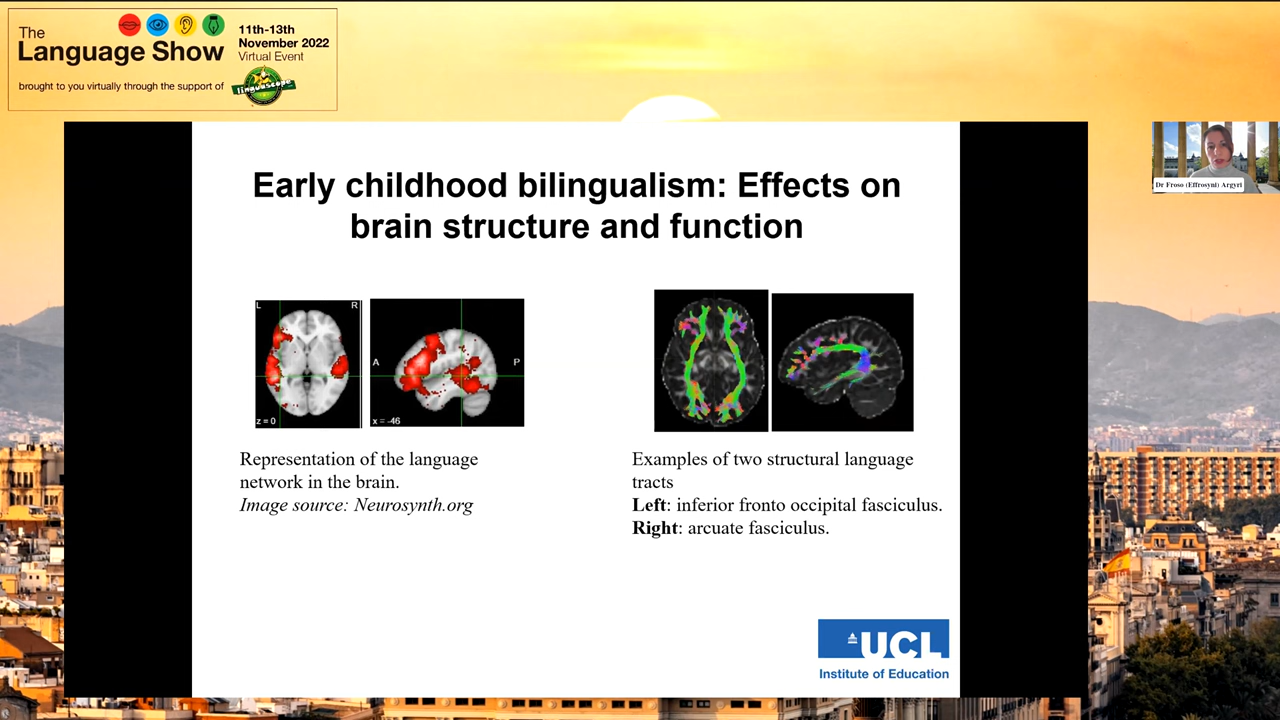 The
Language Show
11th-13th
November 2022
Virtual Event
brought to you virtually through the support of
linguascope
Dr Froso (Effrosyni) Argyri
Early childhood bilingualism: Effects on
brain structure and function
L
R
z = 0
A
P
x = -46
Representation of the language
network in the brain.
Image source: Neurosynth.org
Examples of two structural language
tracts
Left: inferior fronto occipital fasciculus.
Right: arcuate fasciculus.
UCL
Institute of Education